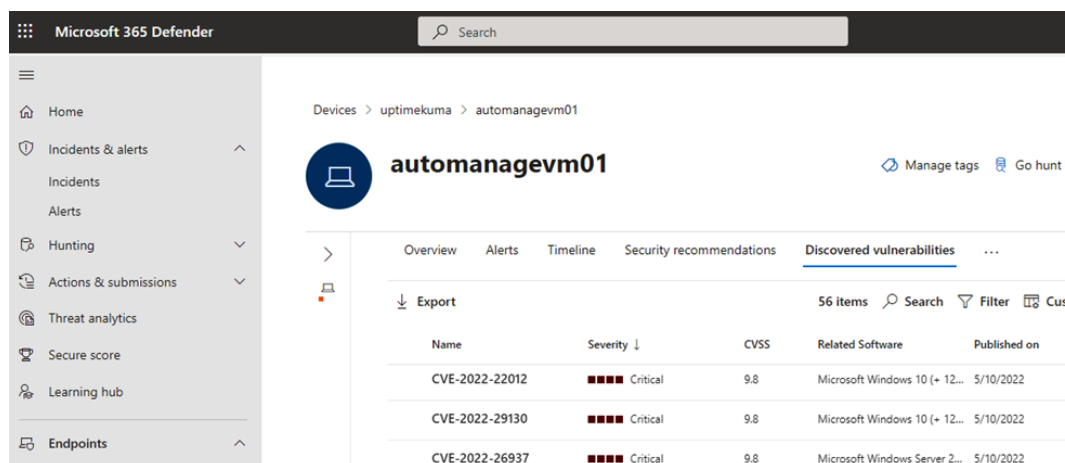 Microsoft 365 Defender
Search
Home
Incidents & alerts
Incidents
Alerts
Hunting
Actions & submissions
Threat analytics
Secure score
Learning hub
Endpoints
Devices > uptimekuma > automanagevm01
automanagevm01
Manage tags Go hunt
Overview Alerts Timeline Security recommendations Discovered vulnerabilities ...
Export 56 items Search Filter Cus
Name Severity ↓ CVSS Related Software Published on
CVE-2022-22012 Critical 9.8 Microsoft Windows 10 (+ 12... 5/10/2022
CVE-2022-29130 Critical 9.8 Microsoft Windows 10 (+ 12... 5/10/2022
CVE-2022-26937 Critical 9.8 Microsoft Windows Server 2... 5/10/2022